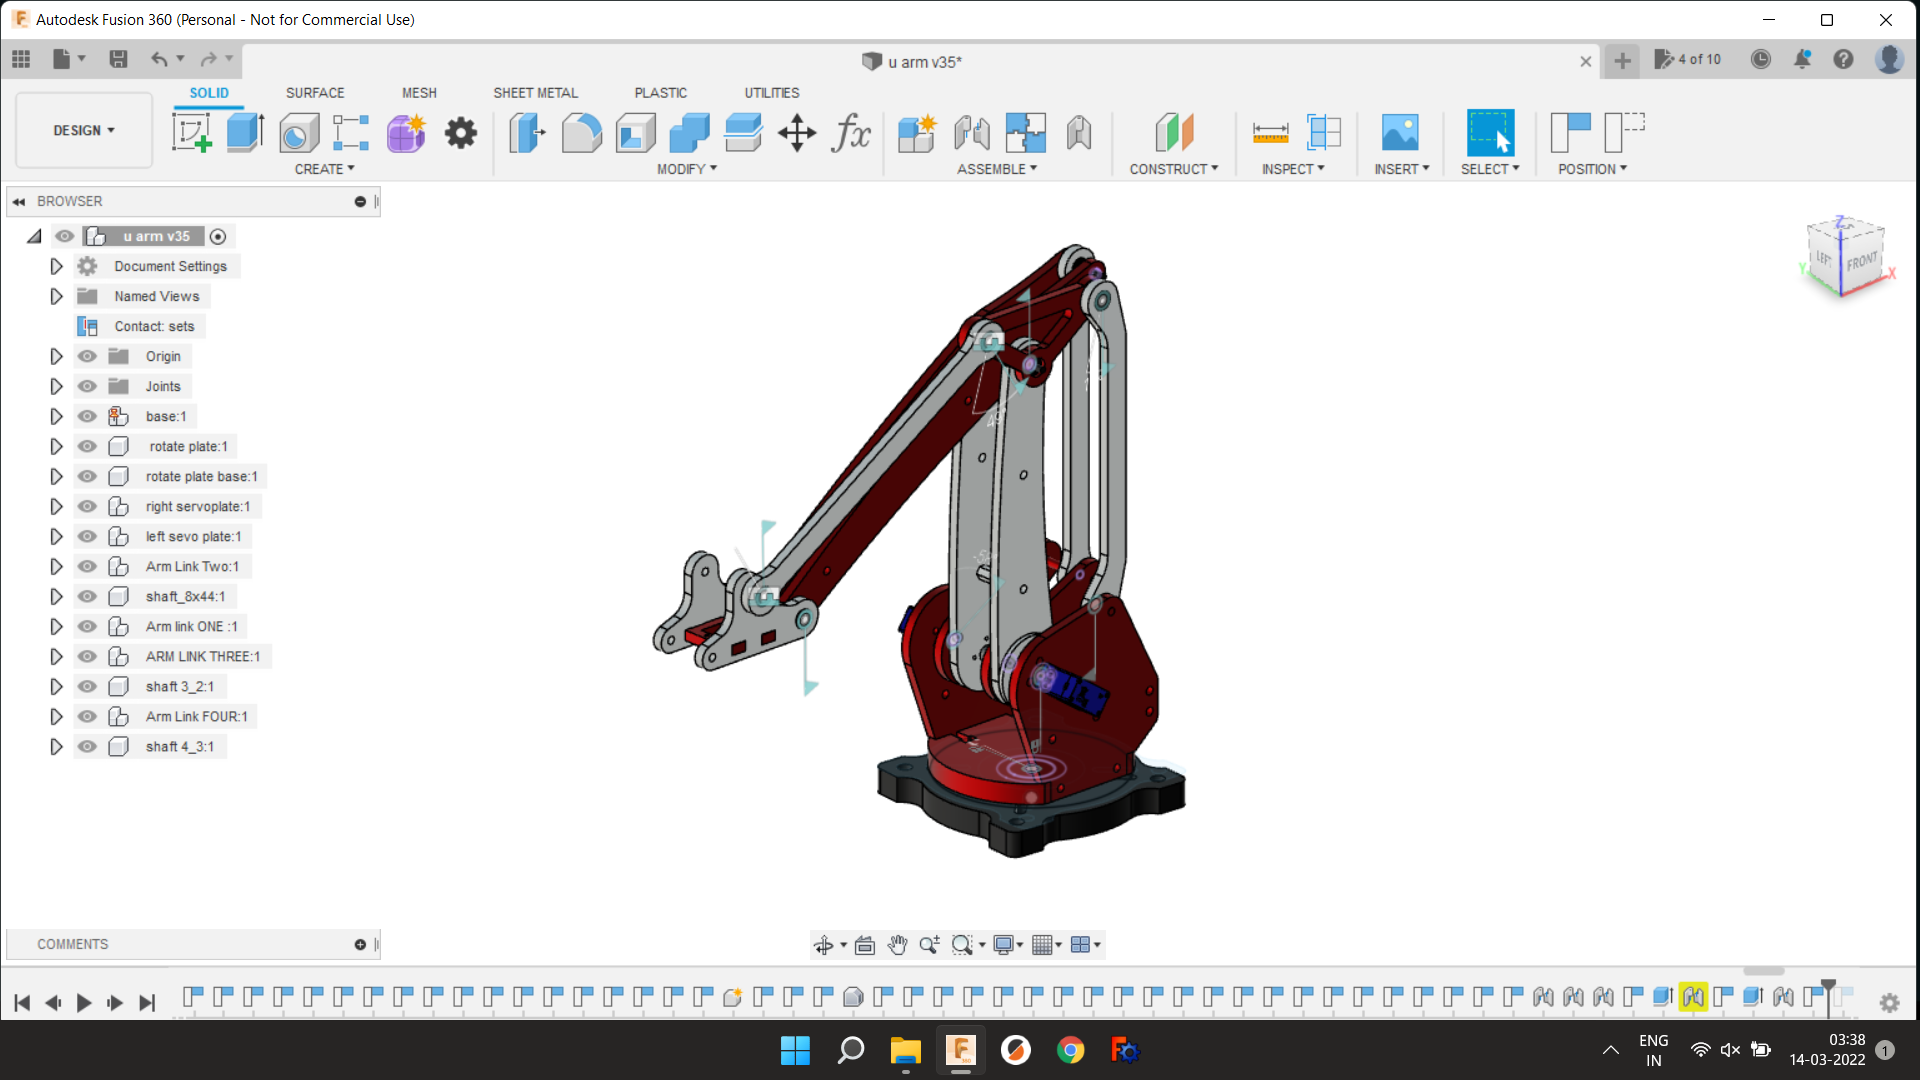 Autodesk Fusion 360 (Personal - Not for Commercial Use)
u arm v35*
4 of 10
SOLID SURFACE MESH SHEET METAL PLASTIC UTILITIES
DESIGN
fx
CREATE MODIFY ASSEMBLE CONSTRUCT INSPECT INSERT SELECT POSITION
BROWSER
u arm v35
Document Settings
Named Views
Contact: sets
Origin
Joints
base:1
rotate plate:1
rotate plate base:1
right servoplate:1
left sevo plate:1
Arm Link Two:1
shaft_8x44:1
Arm link ONE :1
ARM LINK THREE:1
shaft 3_2:1
Arm Link FOUR:1
shaft 4_3:1
Z
LEFT FRONT
Y X
COMMENTS
ENG
IN
03:38
14-03-2022
1